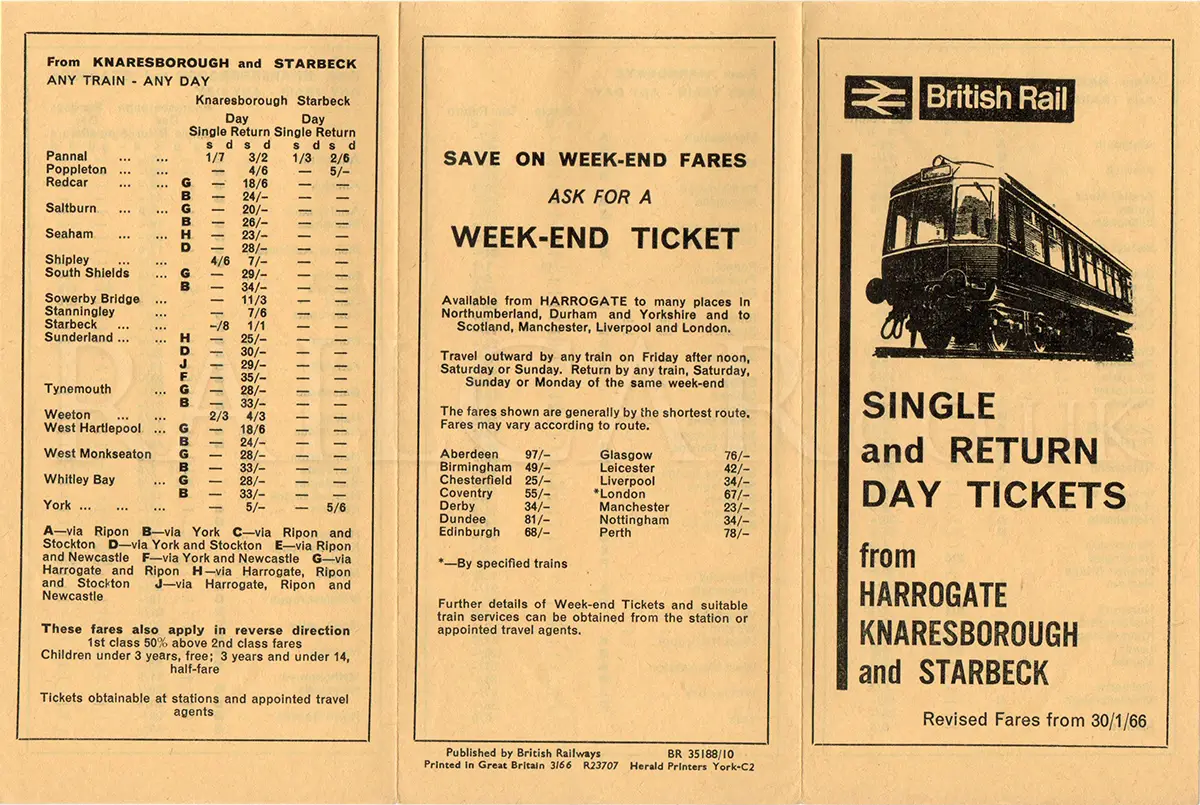 From KNARESBOROUGH and STARBECK
ANY TRAIN - ANY DAY
Knaresborough Starbeck
Day Day
Single Return Single Return
s d s d s d s d
Pannal ... ... 1/7 3/2 1/3 2/6
Poppleton ... ... — 4/6 — 5/-
Redcar ... ... G — 18/6 — —
B — 24/- — —
Saltburn ... ... G — 20/- — —
B — 26/- — —
Seaham ... ... H — 23/- — —
D — 28/- — —
Shipley ... ... 4/6 7/- — —
South Shields ... G — 29/- — —
B — 34/- — —
Sowerby Bridge ... — 11/3 — —
Stanningley ... — 7/6 — —
Starbeck ... ... -/8 1/1 — —
Sunderland ... ... H — 25/- — —
D — 30/- — —
J — 29/- — —
F — 35/- — —
Tynemouth ... G — 28/- — —
B — 33/- — —
Weeton ... ... 2/3 4/3 — —
West Hartlepool ... G — 18/6 — —
B — 24/- — —
West Monkseaton G — 28/- — —
B — 33/- — —
Whitley Bay ... G — 28/- — —
B — 33/- — —
York ... ... ... — 5/- — 5/6
A—via Ripon B—via York C—via Ripon and
Stockton D—via York and Stockton E—via Ripon
and Newcastle F—via York and Newcastle G—via
Harrogate and Ripon H—via Harrogate, Ripon
and Stockton J—via Harrogate, Ripon and
Newcastle
These fares also apply in reverse direction
1st class 50% above 2nd class fares
Children under 3 years, free; 3 years and under 14,
half-fare
Tickets obtainable at stations and appointed travel
agents
SAVE ON WEEK-END FARES
ASK FOR A
WEEK-END TICKET
Available from HARROGATE to many places in
Northumberland, Durham and Yorkshire and to
Scotland, Manchester, Liverpool and London.
Travel outward by any train on Friday after noon,
Saturday or Sunday. Return by any train, Saturday,
Sunday or Monday of the same week-end
The fares shown are generally by the shortest route.
Fares may vary according to route.
Aberdeen 97/- Glasgow 76/-
Birmingham 49/- Leicester 42/-
Chesterfield 25/- Liverpool 34/-
Coventry 55/- *London 67/-
Derby 34/- Manchester 23/-
Dundee 81/- Nottingham 34/-
Edinburgh 68/- Perth 78/-
*—By specified trains
Further details of Week-end Tickets and suitable
train services can be obtained from the station or
appointed travel agents.
Published by British Railways BR 35188/10
Printed in Great Britain 3/66 R23707 Herald Printers York-C2
British Rail
SINGLE
and RETURN
DAY TICKETS
from
HARROGATE
KNARESBOROUGH
and STARBECK
Revised Fares from 30/1/66